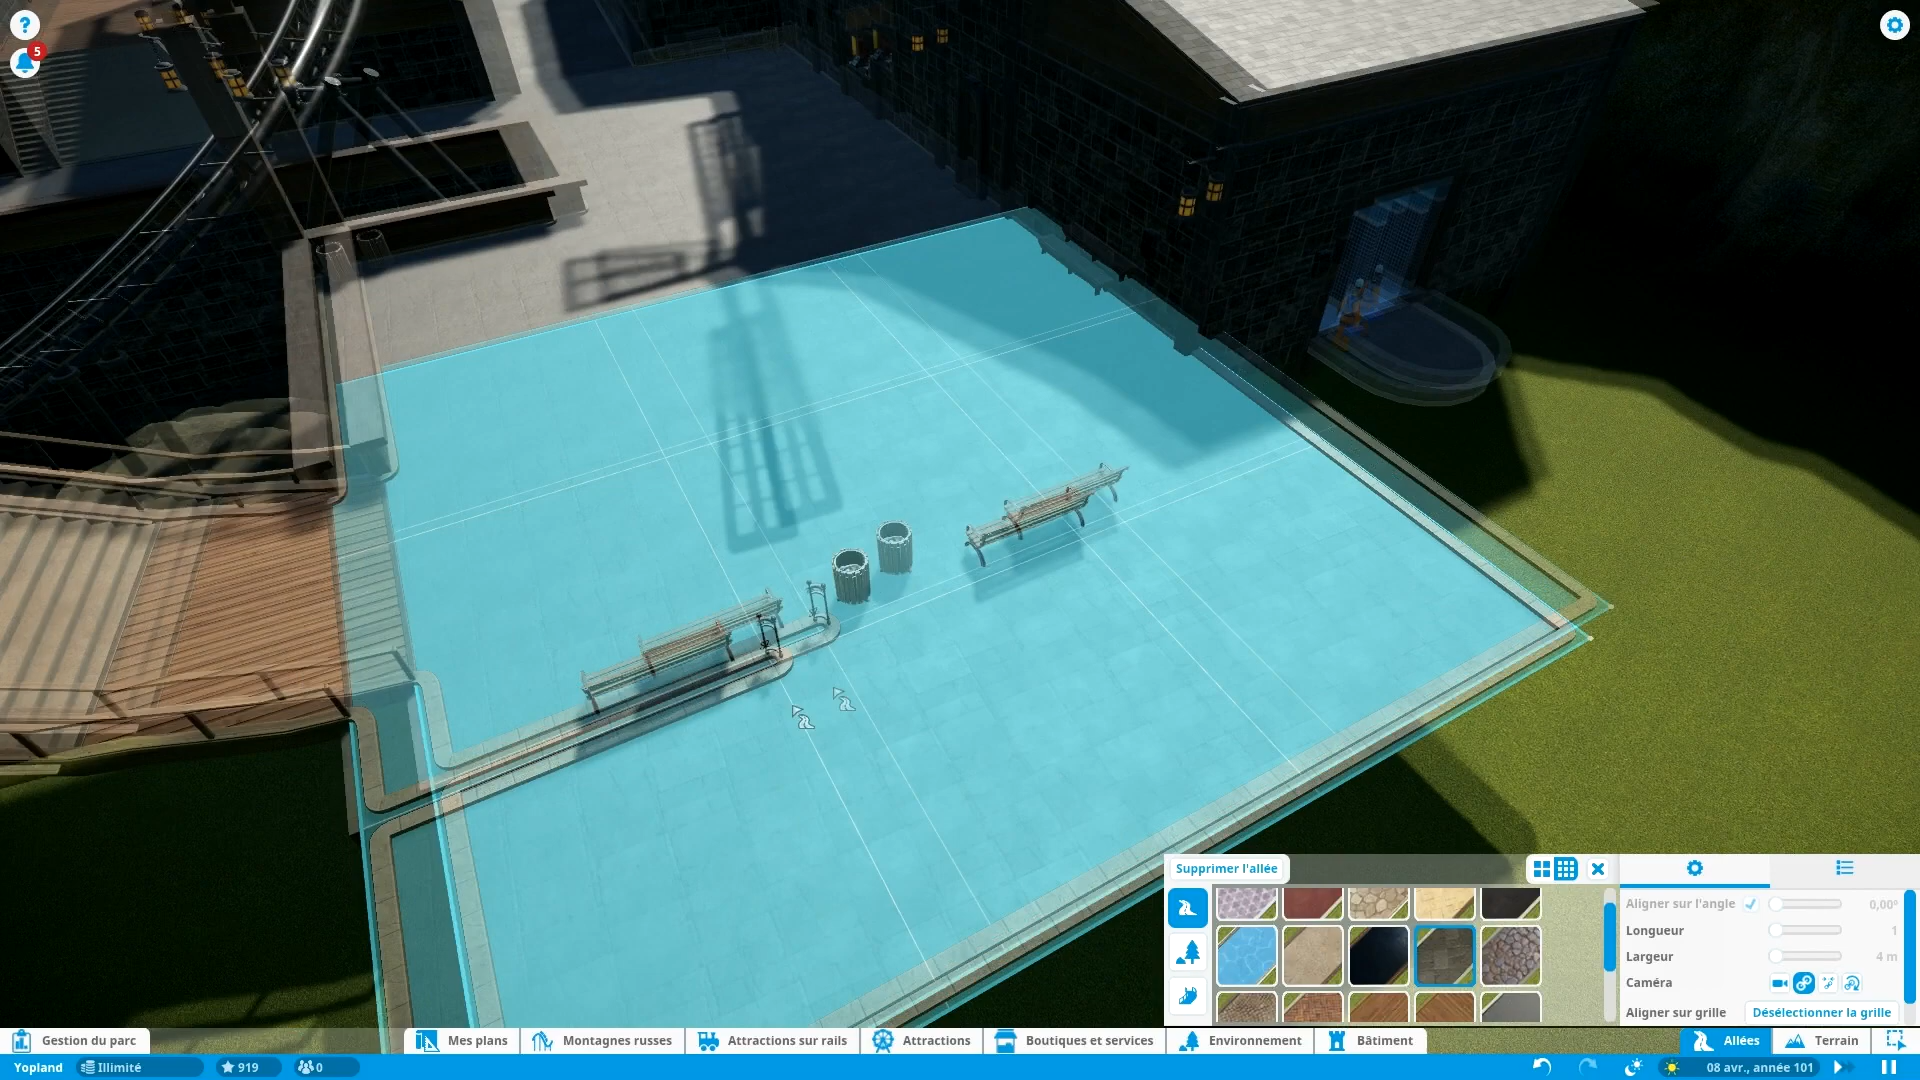 ?
5
Supprimer l'allée
Aligner sur l'angle 0,00°
Longueur 1
Largeur 4 m
Caméra
Aligner sur grille Désélectionner la grille
Gestion du parc Mes plans Montagnes russes Attractions sur rails Attractions Boutiques et services Environnement Bâtiment Allées Terrain
Yopland Illimité 919 0 08 avr., année 101